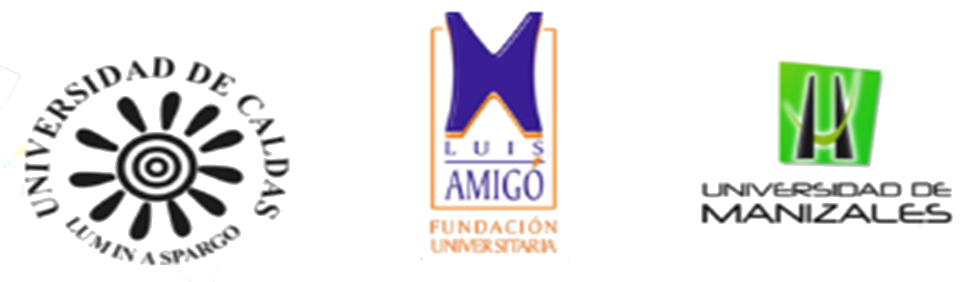 UNIVERSIDAD DE CALDAS
LUMIN A SPARGO
LUIS
AMIGÓ
FUNDACIÓN
UNIVERSITARIA
UNIVERSIDAD DE
MANIZALES